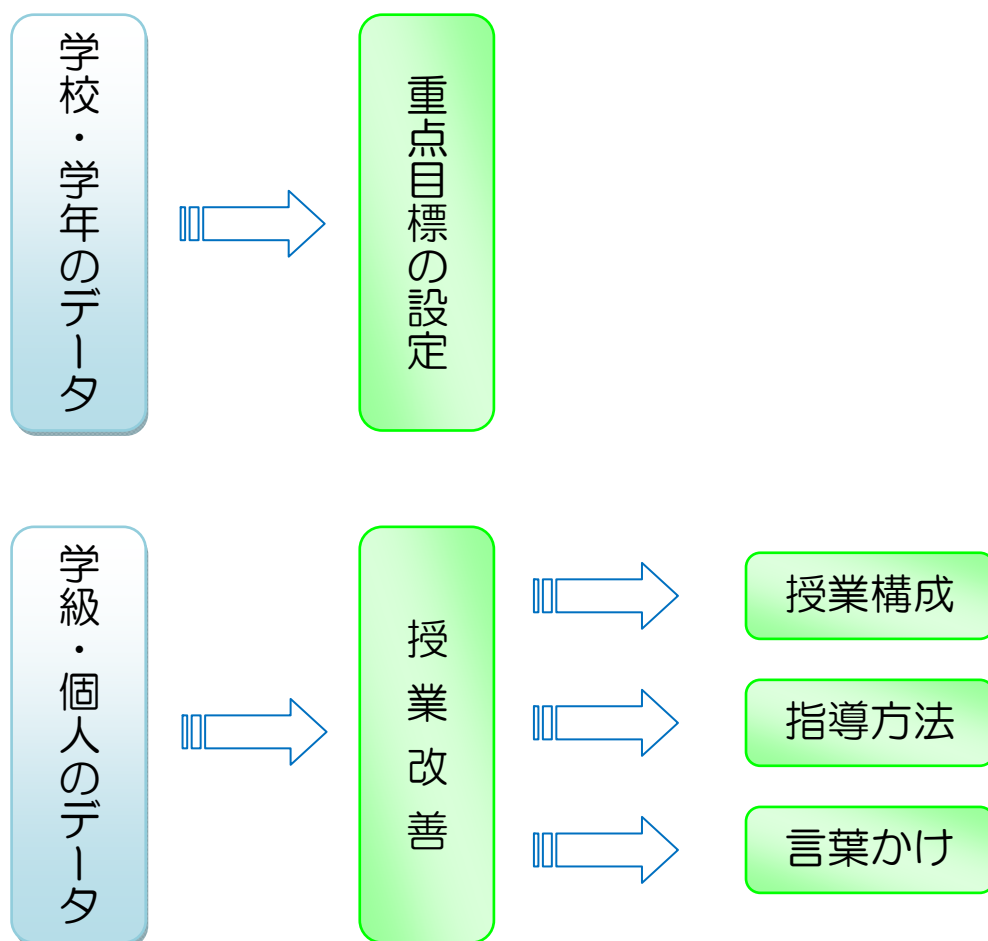 学校・学年のデータ
重点目標の設定
学級・個人のデータ
授業改善
授業構成
指導方法
言葉かけ